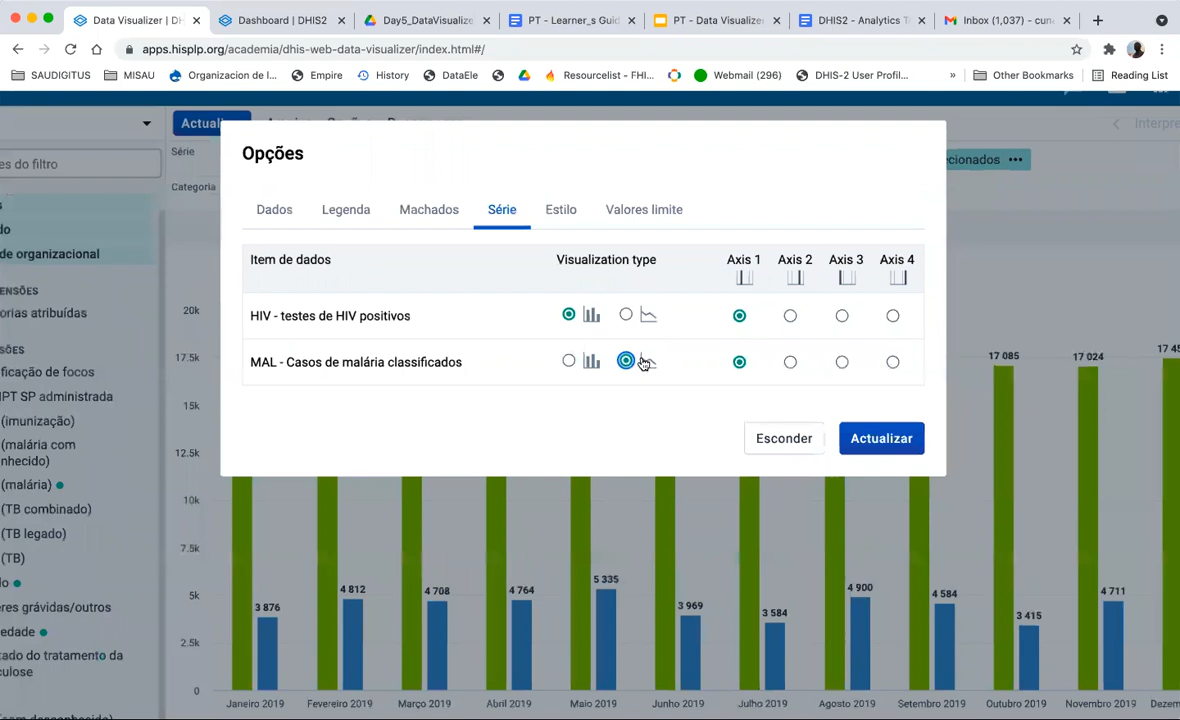 Data Visualizer | DH
Dashboard | DHIS2
Day5_DataVisualize
PT - Learner_s Guid
PT - Data Visualize
DHIS2 - Analytics T
Inbox (1,037) - cun
apps.hisplp.org/academia/dhis-web-data-visualizer/index.html#/
SAUDIGITUS
MISAU
Organizacion de I...
Empire
History
DataEle
Resourcelist - FH...
Webmail (296)
DHIS-2 User Profil...
»
Other Bookmarks
Reading List
Actuali
Interpre
Série
es do filtro
ecionados •••
Categoria
Opções
Dados
Legenda
Machados
Série
Estilo
Valores limite
Item de dados
Visualization type
Axis 1
Axis 2
Axis 3
Axis 4
HIV - testes de HIV positivos
MAL - Casos de malária classificados
Esconder
Actualizar
s
do
de organizacional
ENSÕES
orias atribuídas
SÕES
ficação de focos
IPT SP administrada
(imunização)
(malária com
nhecido)
(malária)
(TB combinado)
(TB legado)
(TB)
do
eres grávidas/outros
iedade
tado do tratamento da
culose
20k
17.5k
15k
12.5k
10k
7.5k
5k
2.5k
0
17 085
17 024
17 45
3 876
4 812
4 708
4 764
5 335
3 969
3 584
4 900
4 584
3 415
4 711
Janeiro 2019
Fevereiro 2019
Março 2019
Abril 2019
Maio 2019
Junho 2019
Julho 2019
Agosto 2019
Setembro 2019
Outubro 2019
Novembro 2019
Dezem